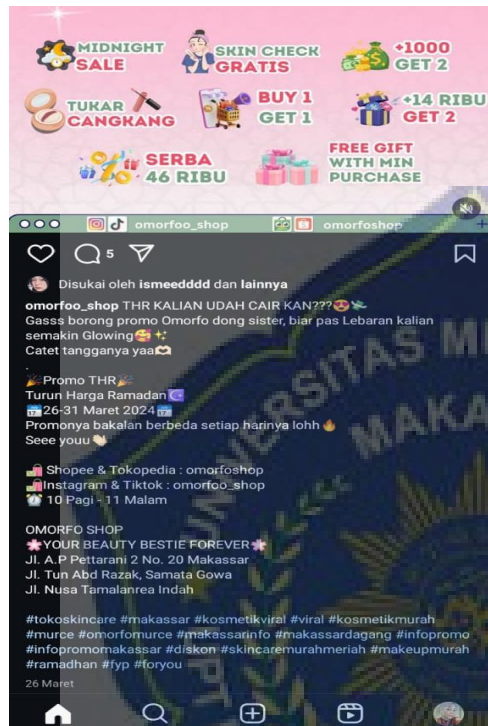 MIDNIGHT SALE
SKIN CHECK GRATIS
+1000 GET 2
TUKAR CANGKANG
BUY 1 GET 1
+14 RIBU GET 2
SERBA 46 RIBU
FREE GIFT WITH MIN PURCHASE
omorfoo_shop omorfoshop
5
Disukai oleh ismeedddd dan lainnya
omorfoo_shop THR KALIAN UDAH CAIR KAN???😍💸
Gasss borong promo Omorfo dong sister, biar pas Lebaran kalian
semakin Glowing🥰✨
Catet tangganya yaa🫶🏻
.
🎉Promo THR🎉
Turun Harga Ramadan☪️
📅26-31 Maret 2024📅
Promonya bakalan berbeda setiap harinya lohh🔥
Seee youu👋🏻
🛍️Shopee & Tokopedia : omorfoshop
🛍️Instagram & Tiktok : omorfoo_shop
⏰ 10 Pagi - 11 Malam
OMORFO SHOP
🌸YOUR BEAUTY BESTIE FOREVER🌸
Jl. A.P Pettarani 2 No. 20 Makassar
Jl. Tun Abd Razak, Samata Gowa
Jl. Nusa Tamalanrea Indah
#tokoskincare #makassar #kosmetikviral #viral #kosmetikmurah
#murce #omorfomurce #makassarinfo #makassardagang #infopromo
#infopromomakassar #diskon #skincaremurahmeriah #makeupmurah
#ramadhan #fyp #foryou
26 Maret